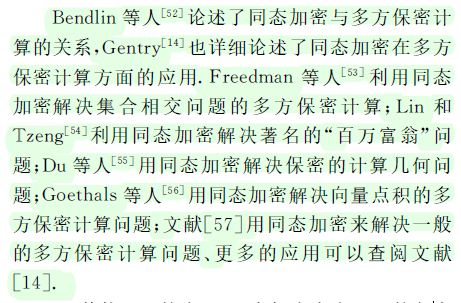 Bendlin 等人[52]论述了同态加密与多方保密计
算的关系,Gentry[14]也详细论述了同态加密在多方
保密计算方面的应用. Freedman 等人[53]利用同态
加密解决集合相交问题的多方保密计算;Lin 和
Tzeng[54]利用同态加密解决著名的“百万富翁”问
题;Du 等人[55]用同态加密解决保密的计算几何问
题;Goethals 等人[56]用同态加密解决向量点积的多
方保密计算问题;文献[57]用同态加密来解决一般
的多方保密计算问题、更多的应用可以查阅文献
[14].